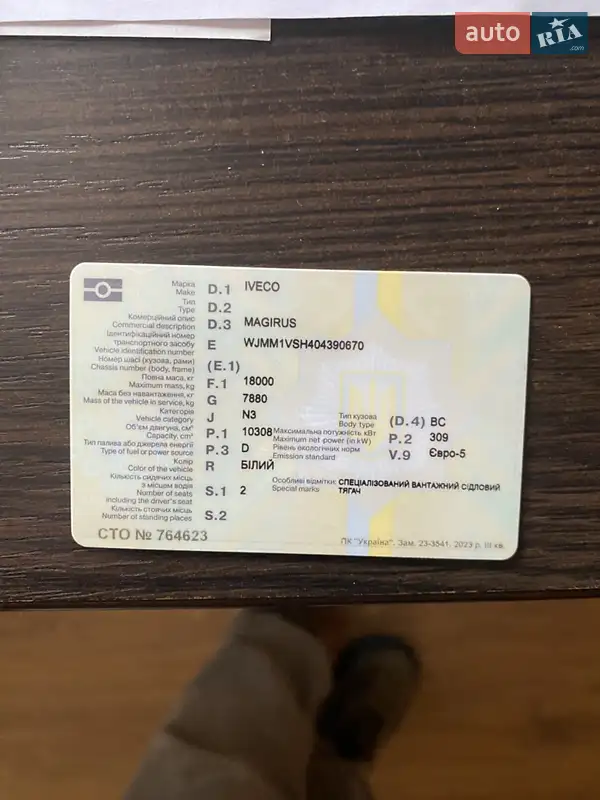 auto RIA .com
Марка
Make D.1 IVECO
Тип
Type D.2
Комерційний опис
Commercial description D.3 MAGIRUS
Ідентифікаційний номер
транспортного засобу
Vehicle identification number E WJMM1VSH404390670
Номер шасі (кузова, рами)
Chassis number (body, frame) (E.1)
Повна маса, кг
Maximum mass, kg F.1 18000
Маса без навантаження, кг
Mass of the vehicle in service, kg G 7880
Категорія
Vehicle category J N3
Тип кузова
Body type (D.4) ВС
Об'єм двигуна, см³
Capacity, cm³ P.1 10308
Максимальна потужність кВт
Maximum net power (in kW) P.2 309
Тип палива або джерела енергії
Type of fuel or power source P.3 D
Рівень екологічних норм
Emission standard V.9 Євро-5
Колір
Color of the vehicle R БІЛИЙ
Кількість сидячих місць
з місцем водія
Number of seats
including the driver's seat S.1 2
Особливі відмітки: СПЕЦІАЛІЗОВАНИЙ ВАНТАЖНИЙ СІДЛОВИЙ
Special marks ТЯГАЧ
Кількість стоячих місць
Number of standing places S.2
СТО № 764623
ПК "Україна". Зам. 23-3541. 2023 р. III кв.